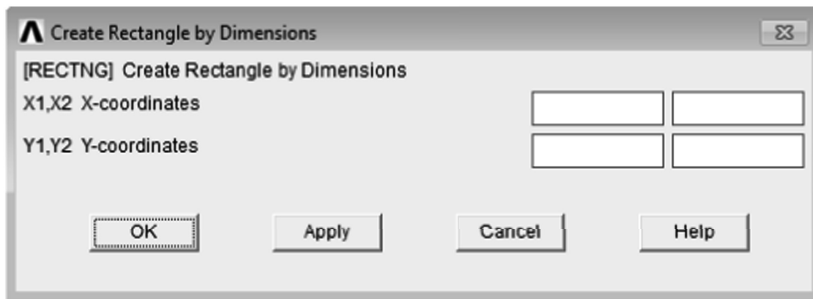 Create Rectangle by Dimensions
[RECTNG] Create Rectangle by Dimensions
X1,X2 X-coordinates
Y1,Y2 Y-coordinates
OK Apply Cancel Help